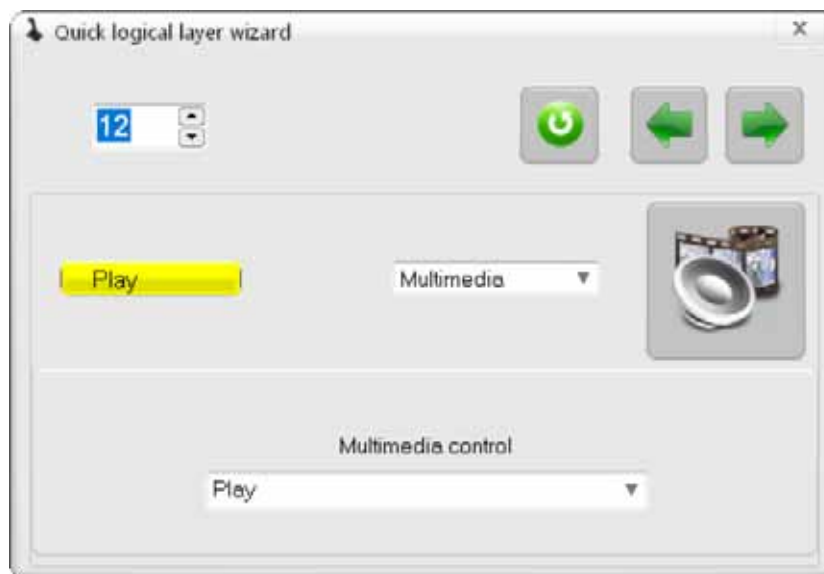 Quick logical layer wizard
12
Play
Multimedia
Multimedia control
Play